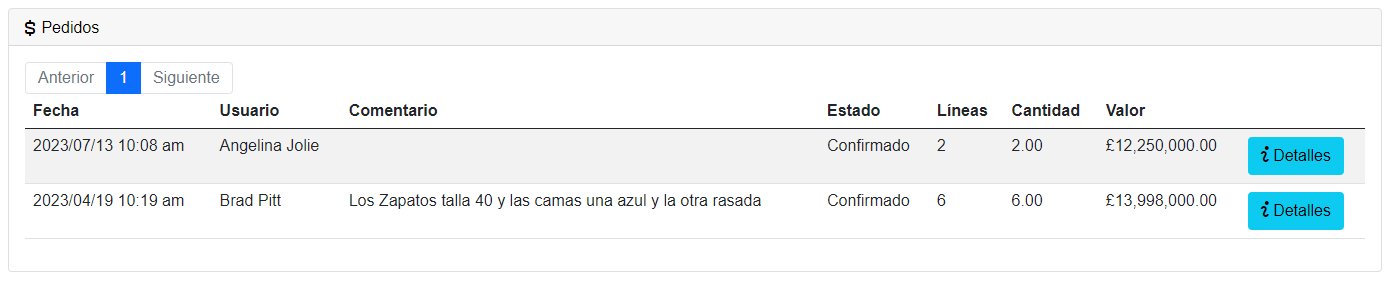 $ Pedidos
Anterior 1 Siguiente
Fecha Usuario Comentario Estado Líneas Cantidad Valor
2023/07/13 10:08 am Angelina Jolie Confirmado 2 2.00 £12,250,000.00 i Detalles
2023/04/19 10:19 am Brad Pitt Los Zapatos talla 40 y las camas una azul y la otra rasada Confirmado 6 6.00 £13,998,000.00 i Detalles